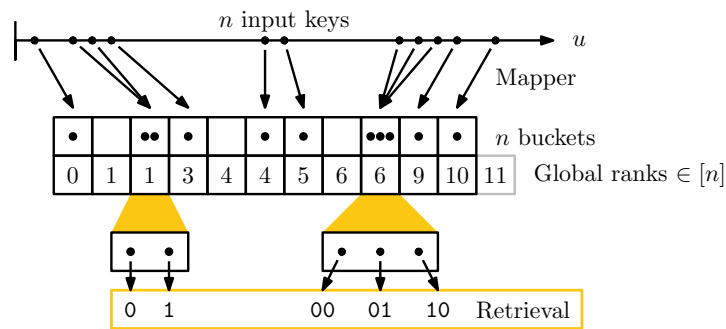 n input keys
u
Mapper
n buckets
0 1 1 3 4 4 5 6 6 9 10 11 Global ranks ∈ [n]
0 1 00 01 10 Retrieval